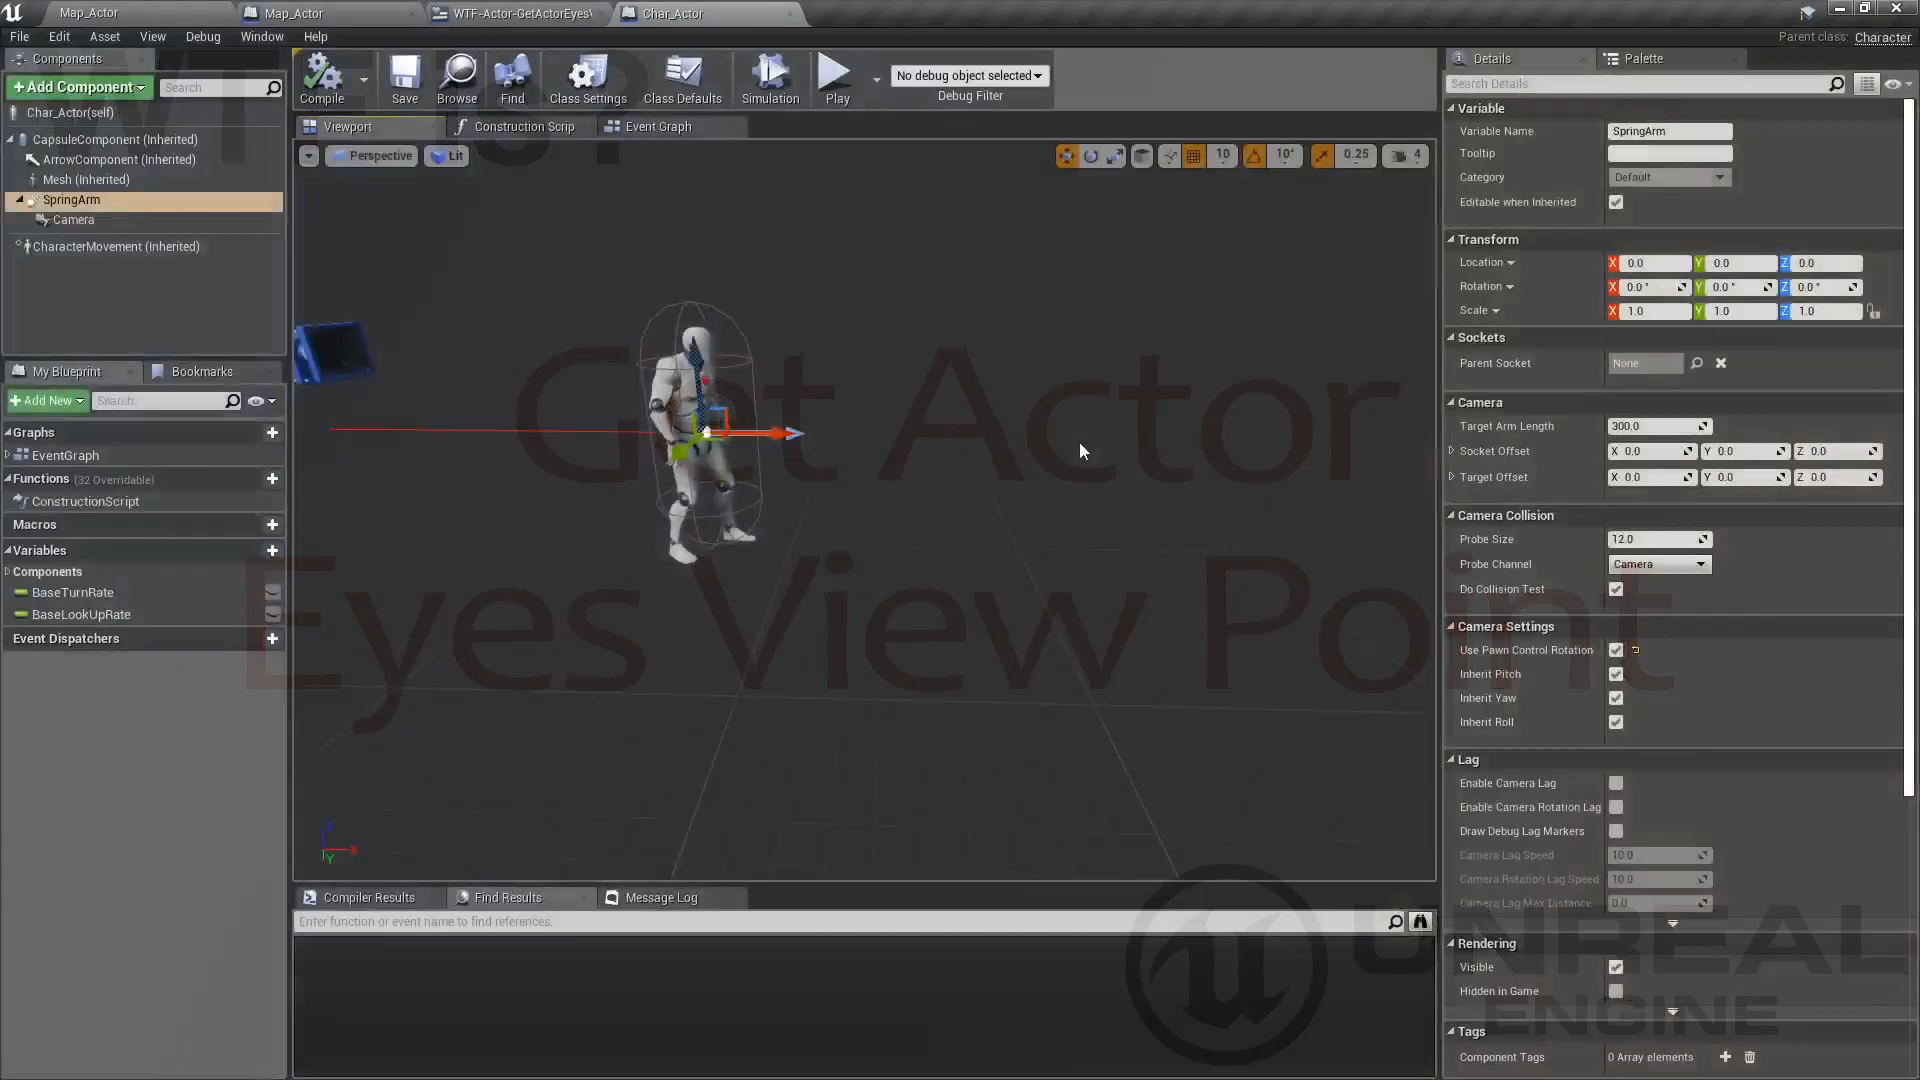 Map_Actor
Map_Actor
WTF-Actor-GetActorEyes
Char_Actor
File Edit Asset View Debug Window Help
Parent class: Character
Components
+ Add Component
Search
Char_Actor(self)
CapsuleComponent (Inherited)
ArrowComponent (Inherited)
Mesh (Inherited)
SpringArm
Camera
CharacterMovement (Inherited)
My Blueprint
Bookmarks
+ Add New
Search
Graphs
EventGraph
Functions (32 Overridable)
ConstructionScript
Macros
Variables
Components
BaseTurnRate
BaseLookUpRate
Event Dispatchers
Compile
Save
Browse
Find
Class Settings
Class Defaults
Simulation
Play
No debug object selected
Debug Filter
Viewport
Construction Scrip
Event Graph
Perspective
Lit
10
10°
0.25
4
Get Actor
Eyes View Point
Z
X
Y
Compiler Results
Find Results
Message Log
Enter function or event name to find references.
UNREAL
ENGINE
Details
Palette
Search Details
Variable
Variable Name SpringArm
Tooltip
Category Default
Editable when Inherited
Transform
Location X 0.0 Y 0.0 Z 0.0
Rotation X 0.0 ° Y 0.0 ° Z 0.0 °
Scale X 1.0 Y 1.0 Z 1.0
Sockets
Parent Socket None
Camera
Target Arm Length 300.0
Socket Offset X 0.0 Y 0.0 Z 0.0
Target Offset X 0.0 Y 0.0 Z 0.0
Camera Collision
Probe Size 12.0
Probe Channel Camera
Do Collision Test
Camera Settings
Use Pawn Control Rotation
Inherit Pitch
Inherit Yaw
Inherit Roll
Lag
Enable Camera Lag
Enable Camera Rotation Lag
Draw Debug Lag Markers
Camera Lag Speed 10.0
Camera Rotation Lag Speed 10.0
Camera Lag Max Distance 0.0
Rendering
Visible
Hidden in Game
Tags
Component Tags 0 Array elements